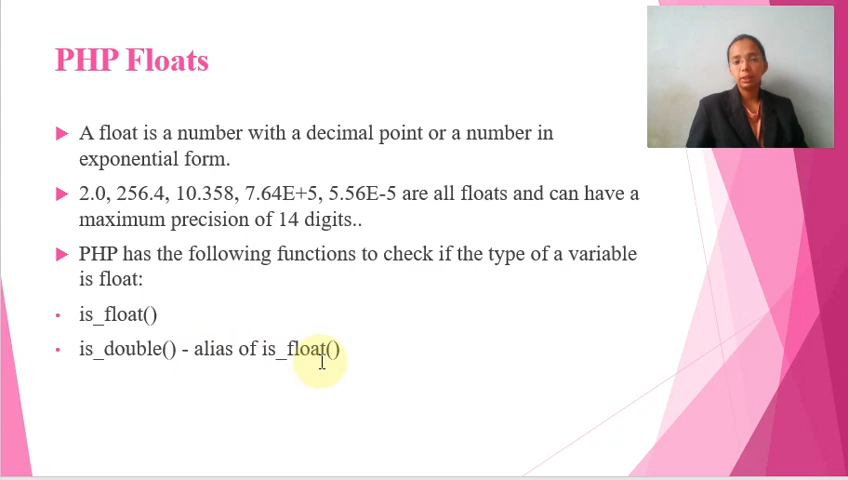 PHP Floats
A float is a number with a decimal point or a number in
exponential form.
2.0, 256.4, 10.358, 7.64E+5, 5.56E-5 are all floats and can have a
maximum precision of 14 digits..
PHP has the following functions to check if the type of a variable
is float:
is_float()
is_double() - alias of is_float()